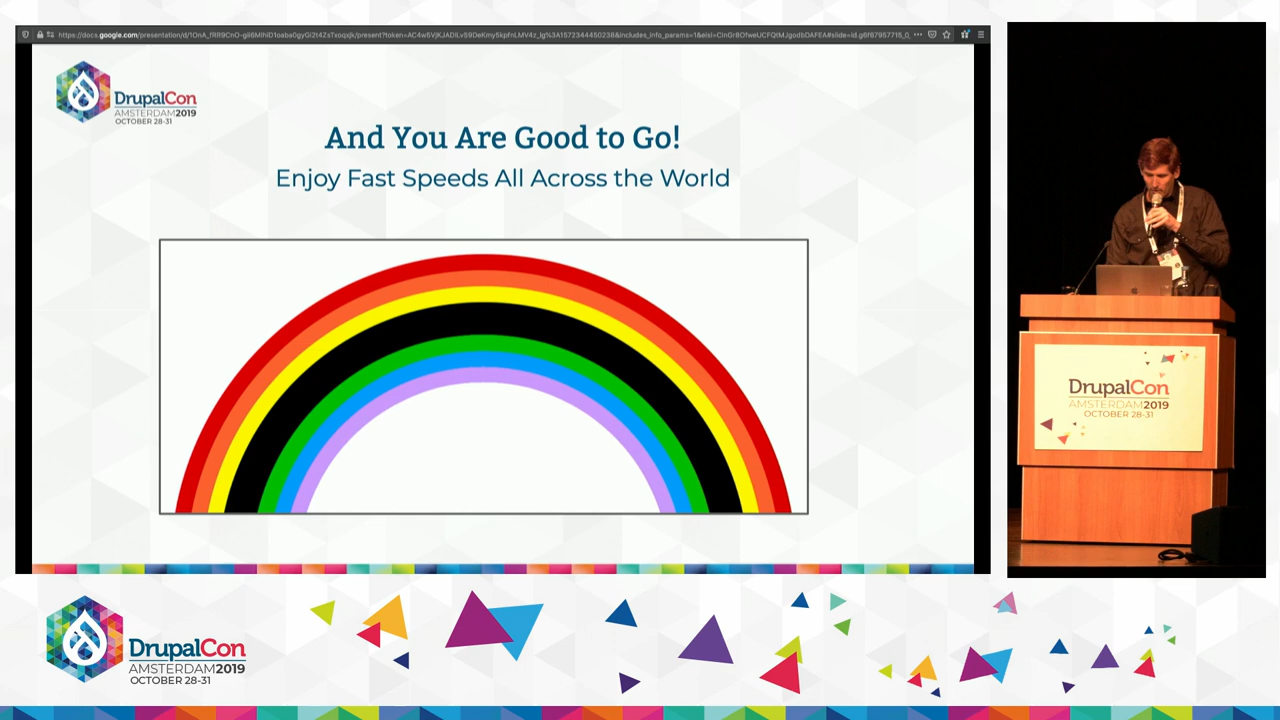 DrupalCon
AMSTERDAM2019
OCTOBER 28-31
And You Are Good to Go!
Enjoy Fast Speeds All Across the World
DrupalCon
AMSTERDAM2019
OCTOBER 28-31
DrupalCon
AMSTERDAM2019
OCTOBER 28-31